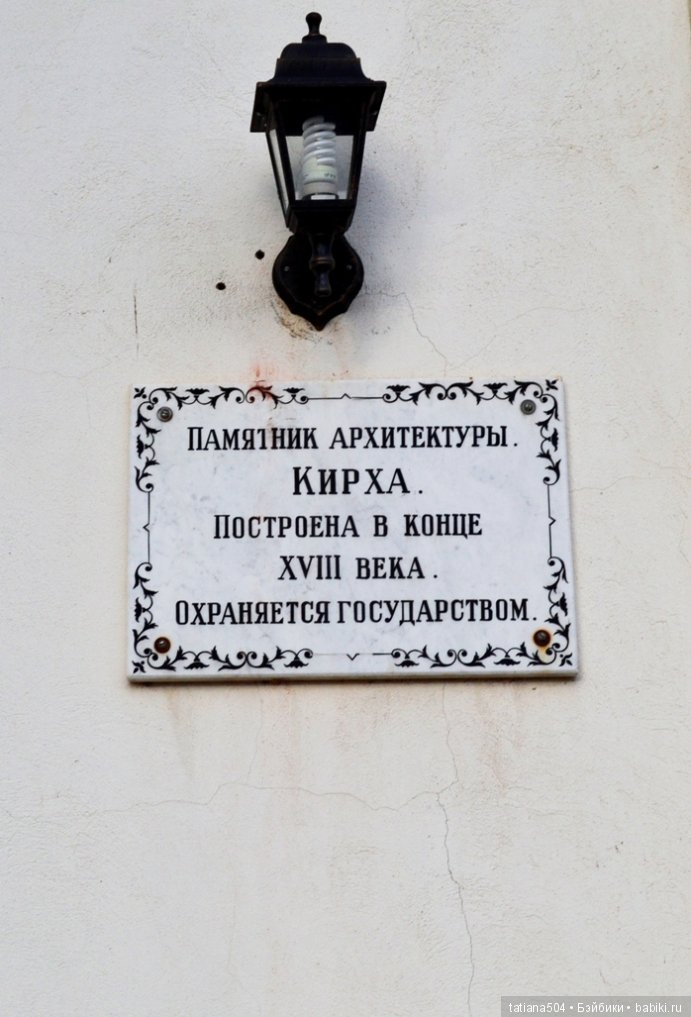 ПАМЯТНИК АРХИТЕКТУРЫ.
КИРХА.
ПОСТРОЕНА В КОНЦЕ
XVIII ВЕКА.
ОХРАНЯЕТСЯ ГОСУДАРСТВОМ.
tatiana504 • Бэйбики • babiki.ru